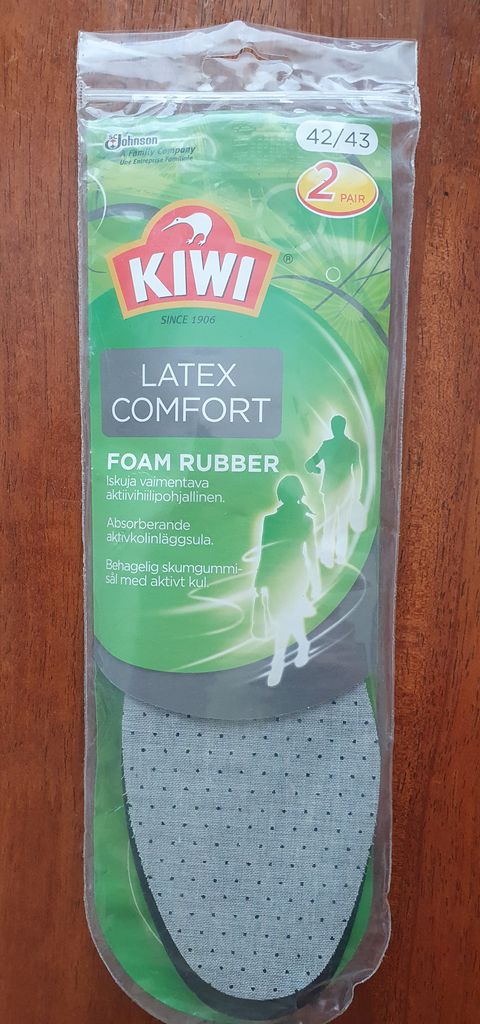 SC Johnson
A Family Company
Une Entreprise Familiale
42/43
2 PAIR
KIWI®
SINCE 1906
LATEX
COMFORT
FOAM RUBBER
Iskuja vaimentava
aktiivihiilipohjallinen.
Absorberande
aktivkolinläggsula.
Behagelig skumgummi-
sål med aktivt kul.